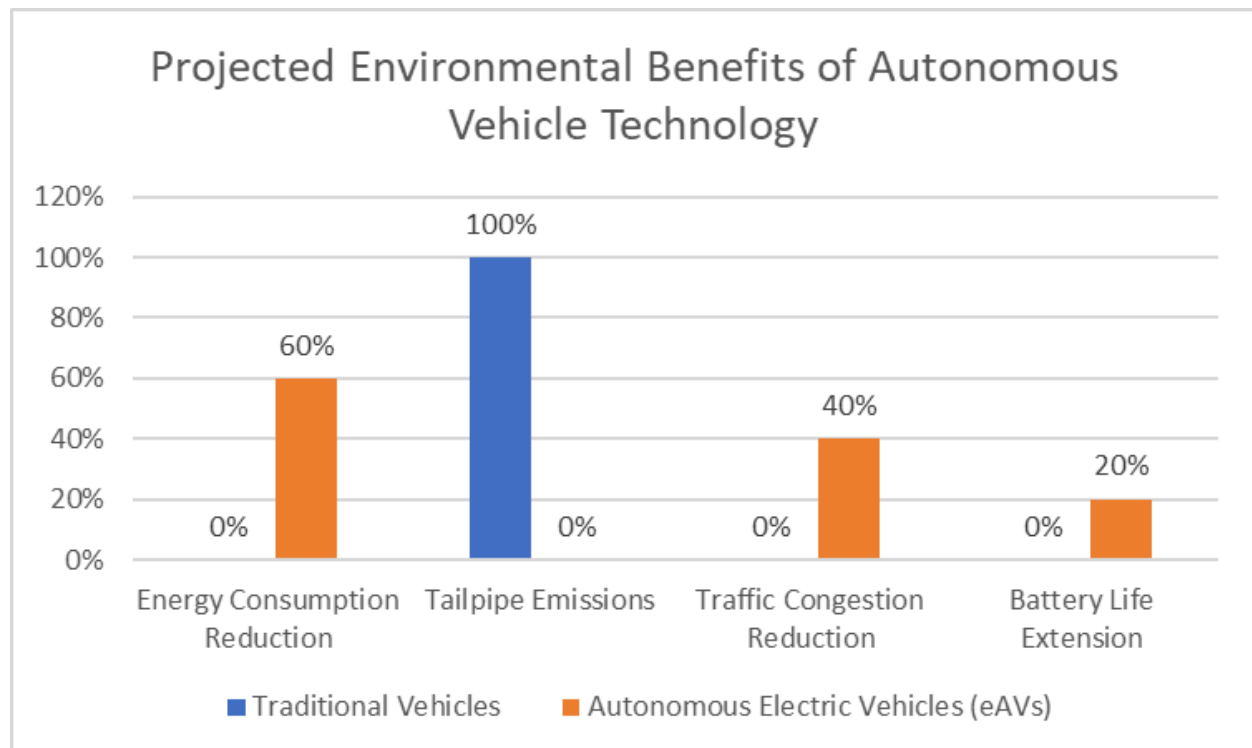 Projected Environmental Benefits of Autonomous
Vehicle Technology
120%
100%
100%
80%
60%
60%
40%
40%
20%
20%
0%
0%
0%
0%
0%
Energy Consumption
Reduction
Tailpipe Emissions
Traffic Congestion
Reduction
Battery Life
Extension
Traditional Vehicles
Autonomous Electric Vehicles (eAVs)